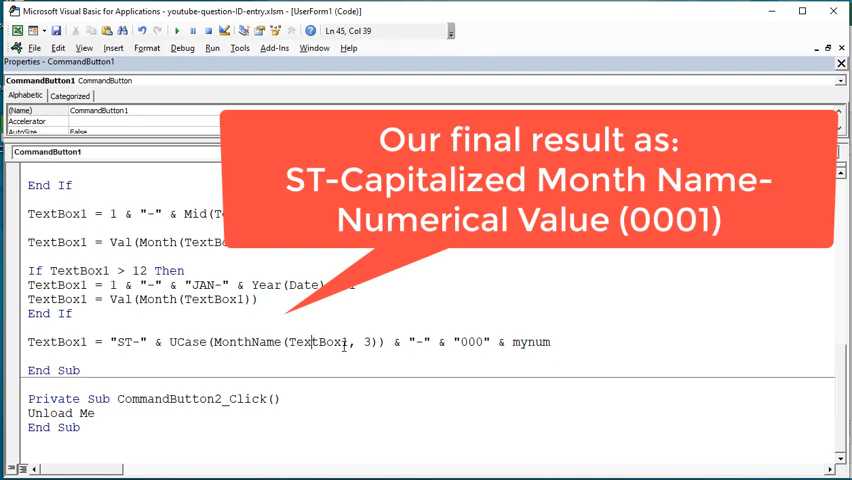 Microsoft Visual Basic for Applications - youtube-question-ID-entry.xlsm - [UserForm1 (Code)]
Ln 45, Col 39
File Edit View Insert Format Debug Run Tools Add-Ins Window Help
Properties - CommandButton1
CommandButton1 CommandButton
Alphabetic Categorized
(Name) CommandButton1
Accelerator
AutoSize False
CommandButton1
Our final result as:
ST-Capitalized Month Name-
Numerical Value (0001)
End If
TextBox1 = 1 & "-" & Mid(T
TextBox1 = Val(Month(TextB
If TextBox1 > 12 Then
TextBox1 = 1 & "-" & "JAN-" & Year(Date)
TextBox1 = Val(Month(TextBox1))
End If
TextBox1 = "ST-" & UCase(MonthName(TextBox1, 3)) & "-" & "000" & mynum
End Sub
Private Sub CommandButton2_Click()
Unload Me
End Sub